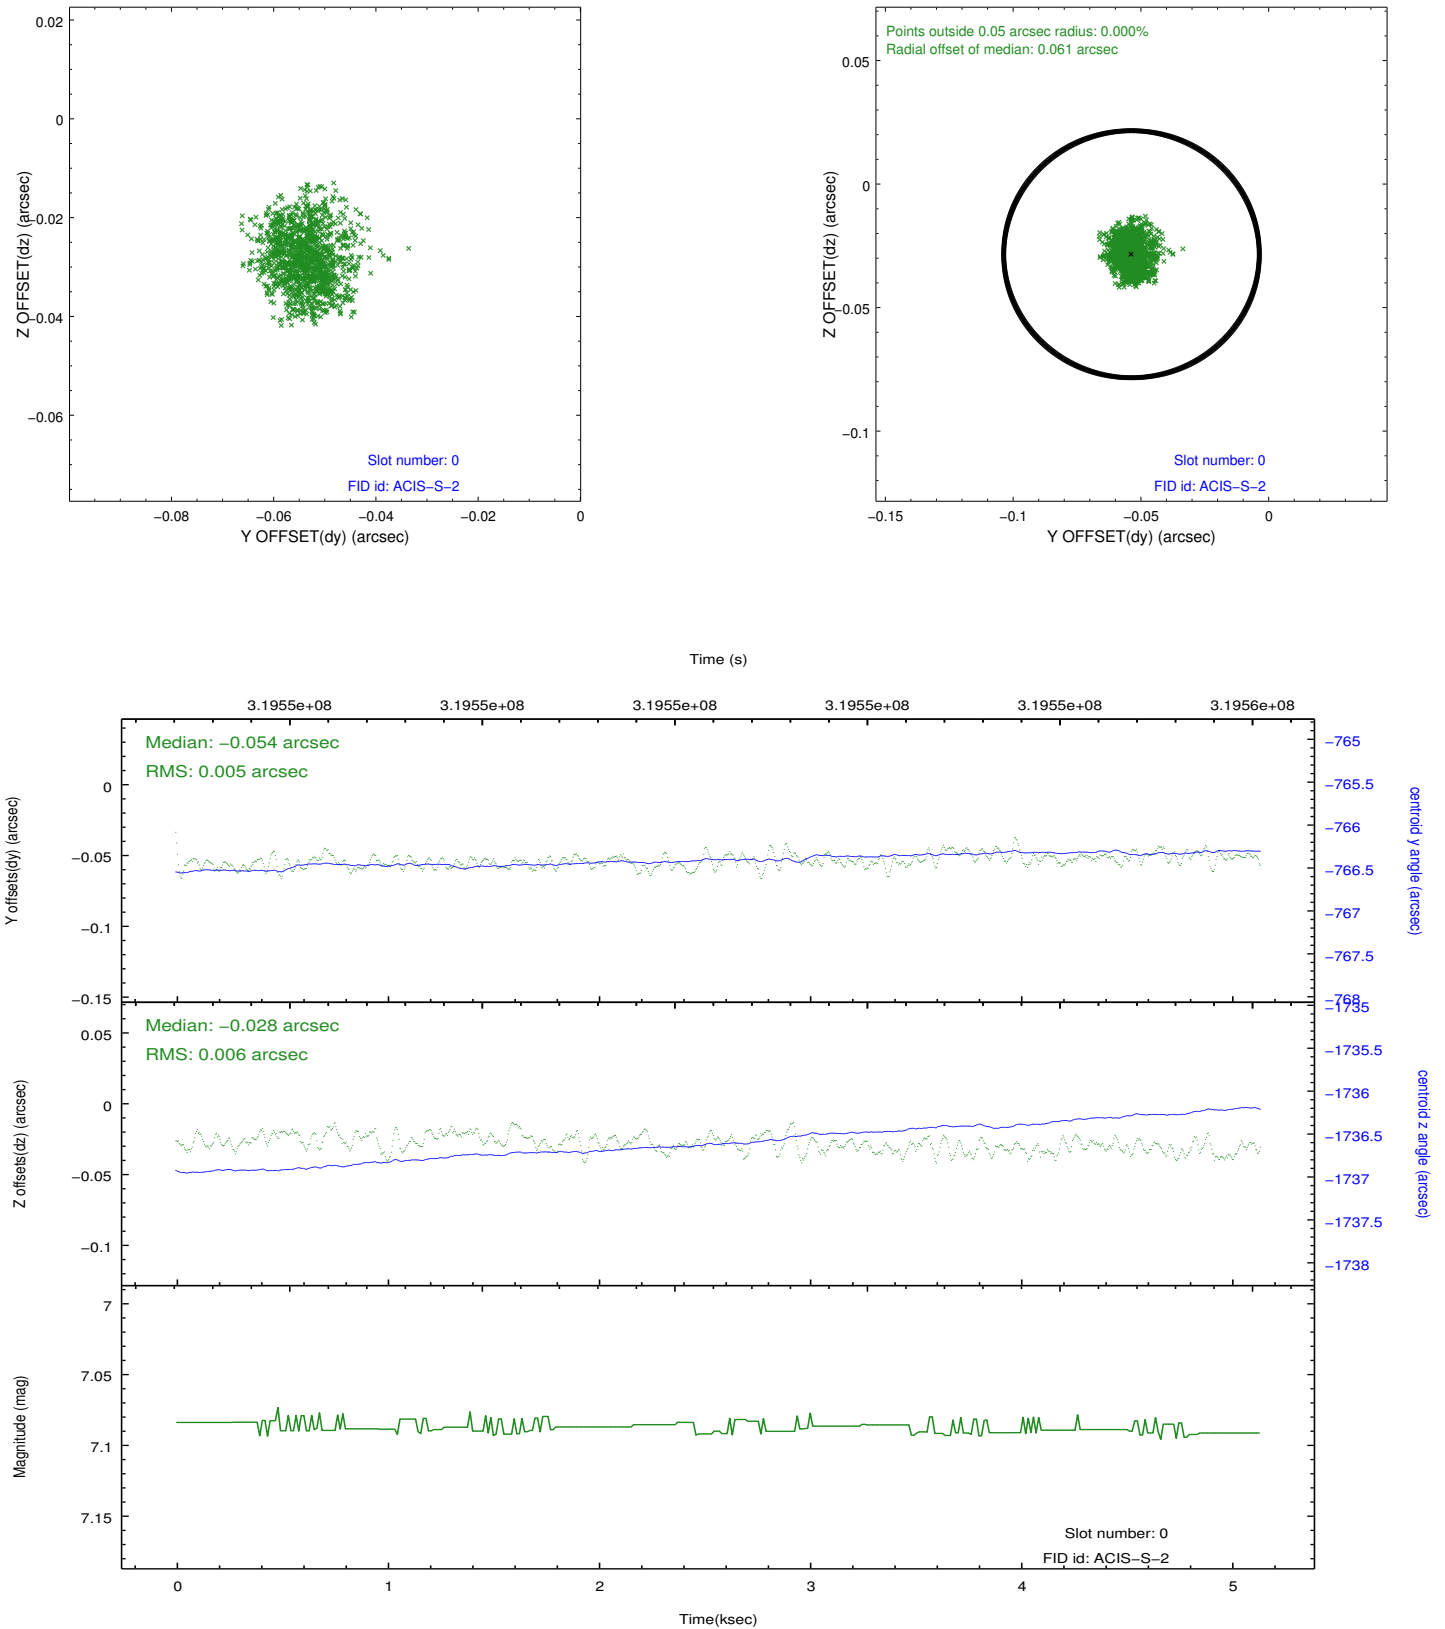 0.02
0
−0.02
−0.04
−0.06
Z OFFSET(dz) (arcsec)
Slot number: 0
FID id: ACIS−S−2
−0.08 −0.06 −0.04 −0.02 0
Y OFFSET(dy) (arcsec)
Points outside 0.05 arcsec radius: 0.000%
Radial offset of median: 0.061 arcsec
0.05
0
−0.05
−0.1
Z OFFSET(dz) (arcsec)
Slot number: 0
FID id: ACIS−S−2
−0.15 −0.1 −0.05 0
Y OFFSET(dy) (arcsec)
Time (s)
3.1955e+08 3.1955e+08 3.1955e+08 3.1955e+08 3.1955e+08 3.1956e+08
Median: −0.054 arcsec
RMS: 0.005 arcsec
0
−0.05
−0.1
−0.15
Y offsets(dy) (arcsec)
−765
−765.5
−766
−766.5
−767
−767.5
−768
centroid y angle (arcsec)
Median: −0.028 arcsec
RMS: 0.006 arcsec
0.05
0
−0.05
−0.1
Z offsets(dz) (arcsec)
−1735
−1735.5
−1736
−1736.5
−1737
−1737.5
−1738
centroid z angle (arcsec)
7
7.05
7.1
7.15
Magnitude (mag)
Slot number: 0
FID id: ACIS−S−2
0 1 2 3 4 5
Time(ksec)